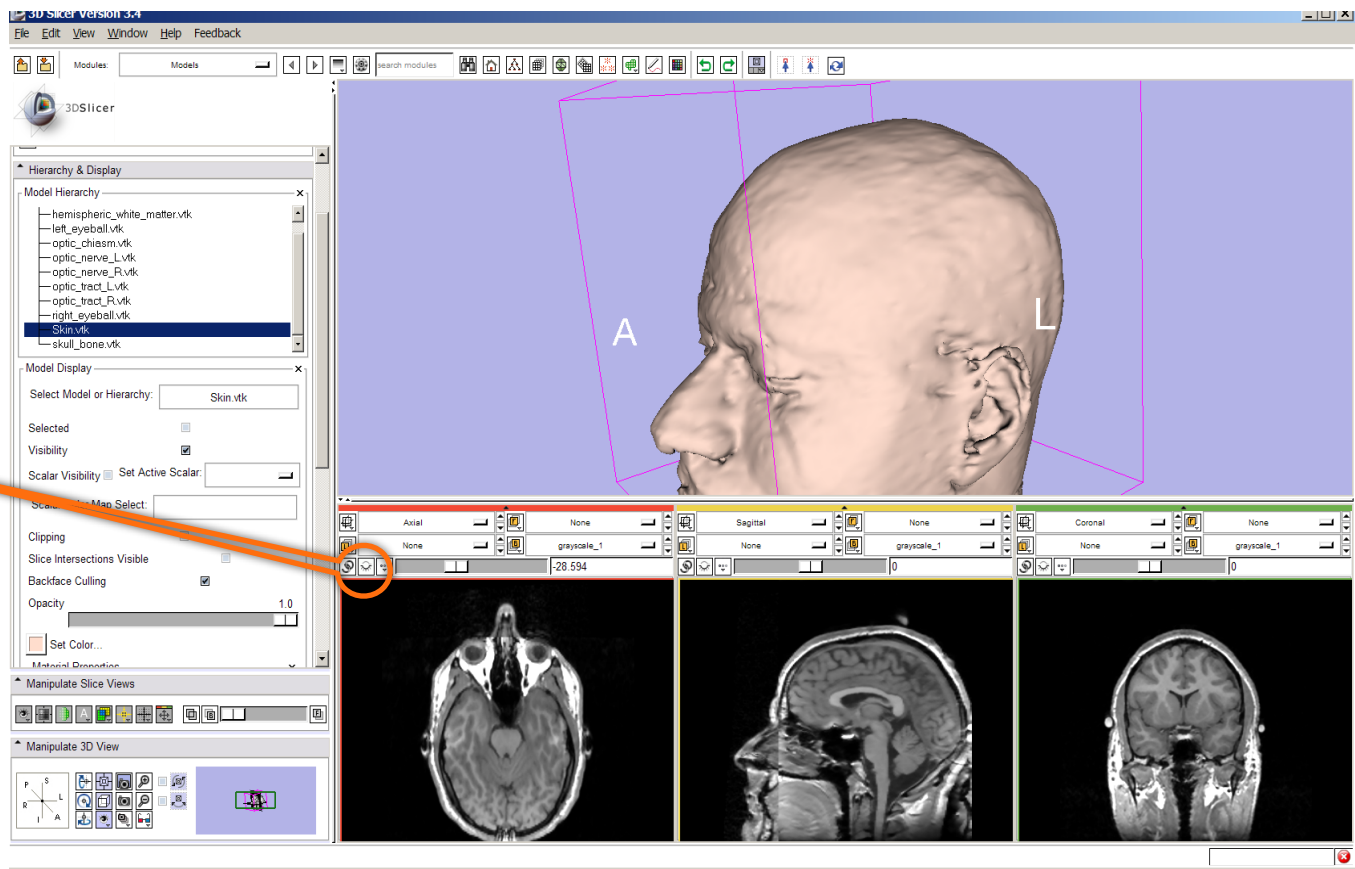 3D Slicer Version 3.4
File Edit View Window Help Feedback
Modules: Models search modules
3DSlicer
Hierarchy & Display
Model Hierarchy
hemispheric_white_matter.vtk
left_eyeball.vtk
optic_chiasm.vtk
optic_nerve_L.vtk
optic_nerve_R.vtk
optic_tract_L.vtk
optic_tract_R.vtk
right_eyeball.vtk
Skin.vtk
skull_bone.vtk
Model Display
Select Model or Hierarchy: Skin.vtk
Selected
Visibility
Scalar Visibility Set Active Scalar:
Map Select:
Clipping
Slice Intersections Visible
Backface Culling
Opacity 1.0
Set Color...
Material Properties
Manipulate Slice Views
Manipulate 3D View
P S
R L
I A
A
L
Axial None
None grayscale_1
-28.594
Sagittal None
None grayscale_1
0
Coronal None
None grayscale_1
0